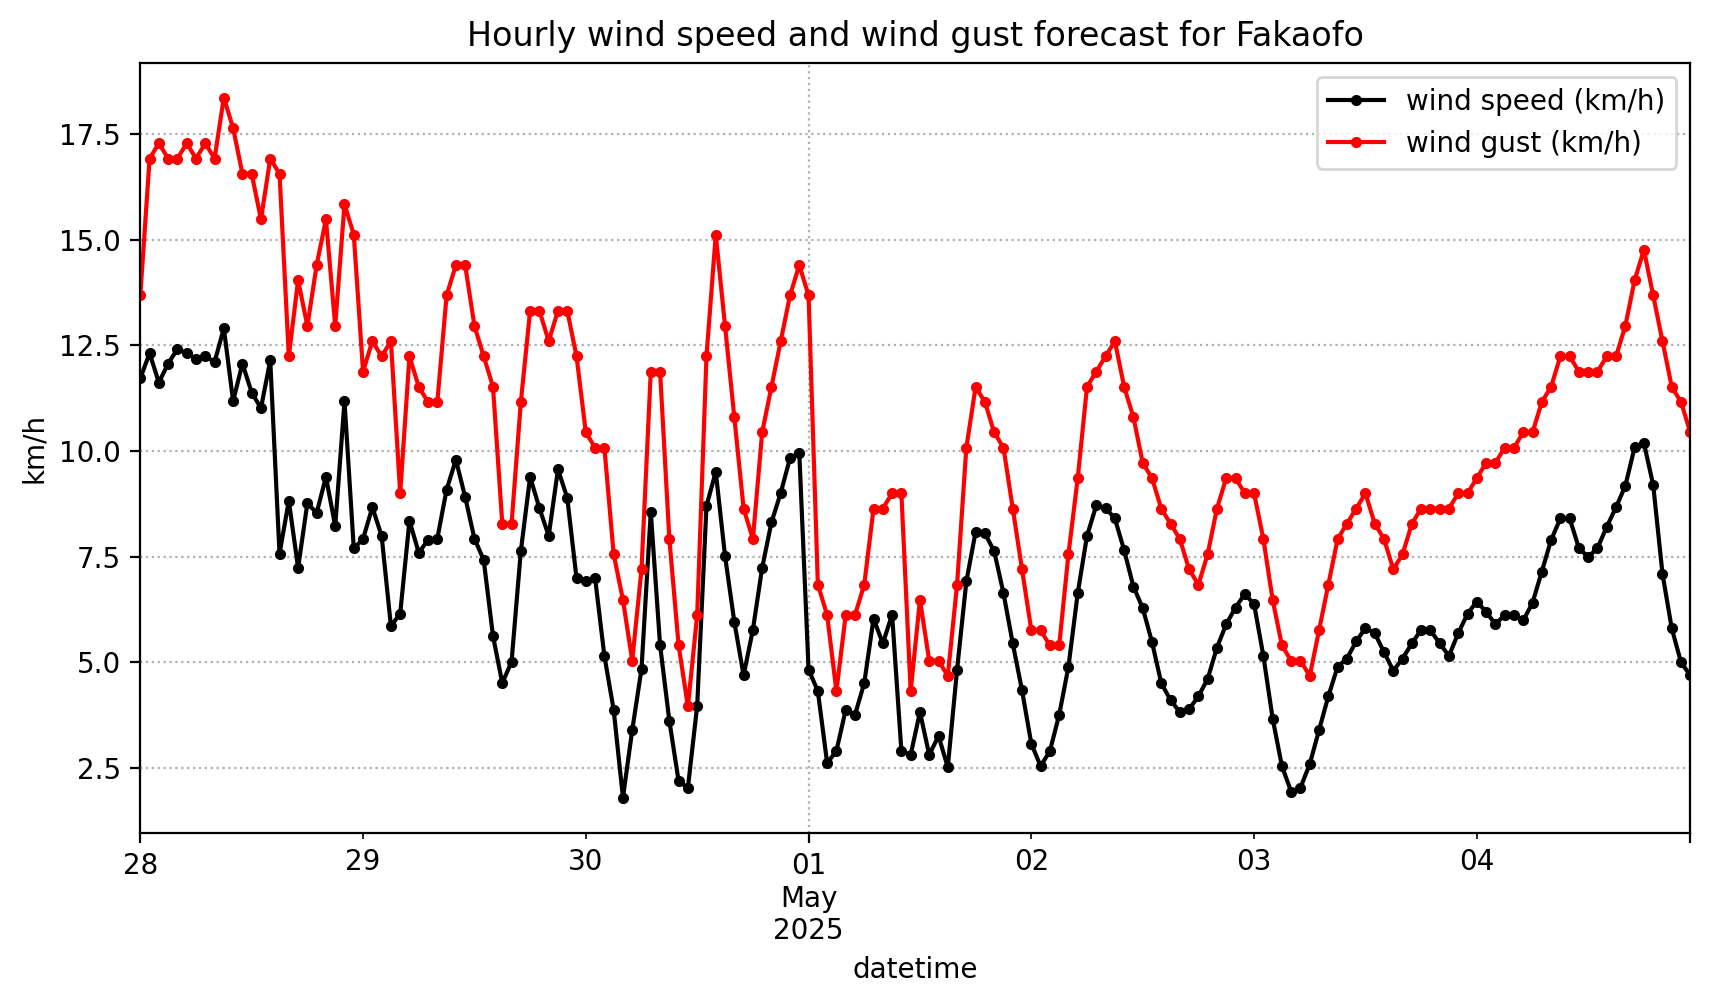 Hourly wind speed and wind gust forecast for Fakaofo
wind speed (km/h)
wind gust (km/h)
17.5
15.0
12.5
10.0
7.5
5.0
2.5
km/h
28
29
30
01
02
03
04
May
2025
datetime